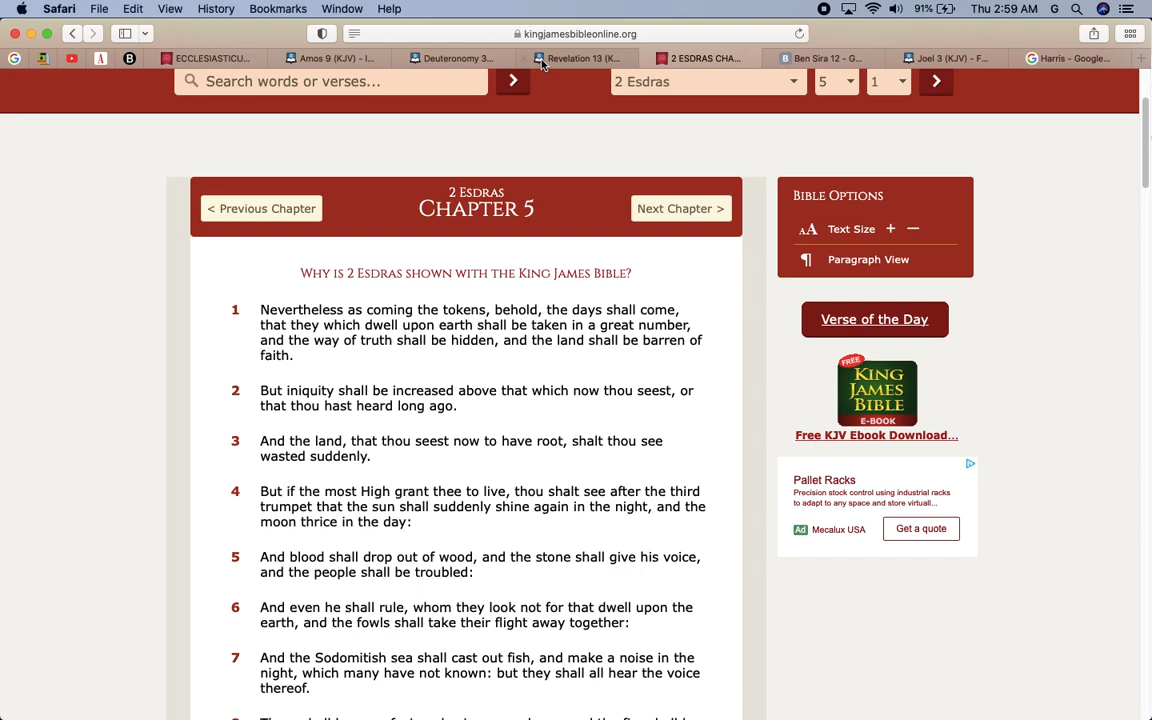 Safari File Edit View History Bookmarks Window Help 91% Thu 2:59 AM G
kingjamesbibleonline.org
G A B ECCLESIASTICU... Amos 9 (KJV) - I... Deuteronomy 3... Revelation 13 (K... 2 ESDRAS CHA... B Ben Sira 12 - G... Joel 3 (KJV) - F... G Harris - Google...
Search words or verses... 2 Esdras 5 1
2 Esdras
Chapter 5
< Previous Chapter
Next Chapter >
Why is 2 Esdras shown with the King James Bible?
1 Nevertheless as coming the tokens, behold, the days shall come,
that they which dwell upon earth shall be taken in a great number,
and the way of truth shall be hidden, and the land shall be barren of
faith.
2 But iniquity shall be increased above that which now thou seest, or
that thou hast heard long ago.
3 And the land, that thou seest now to have root, shalt thou see
wasted suddenly.
4 But if the most High grant thee to live, thou shalt see after the third
trumpet that the sun shall suddenly shine again in the night, and the
moon thrice in the day:
5 And blood shall drop out of wood, and the stone shall give his voice,
and the people shall be troubled:
6 And even he shall rule, whom they look not for that dwell upon the
earth, and the fowls shall take their flight away together:
7 And the Sodomitish sea shall cast out fish, and make a noise in the
night, which many have not known: but they shall all hear the voice
thereof.
Bible Options
AA Text Size + —
¶ Paragraph View
Verse of the Day
FREE
KING
JAMES
BIBLE
E-BOOK
Free KJV Ebook Download...
Pallet Racks
Precision stock control using industrial racks
to adapt to any space and store virtuall...
Ad Mecalux USA Get a quote